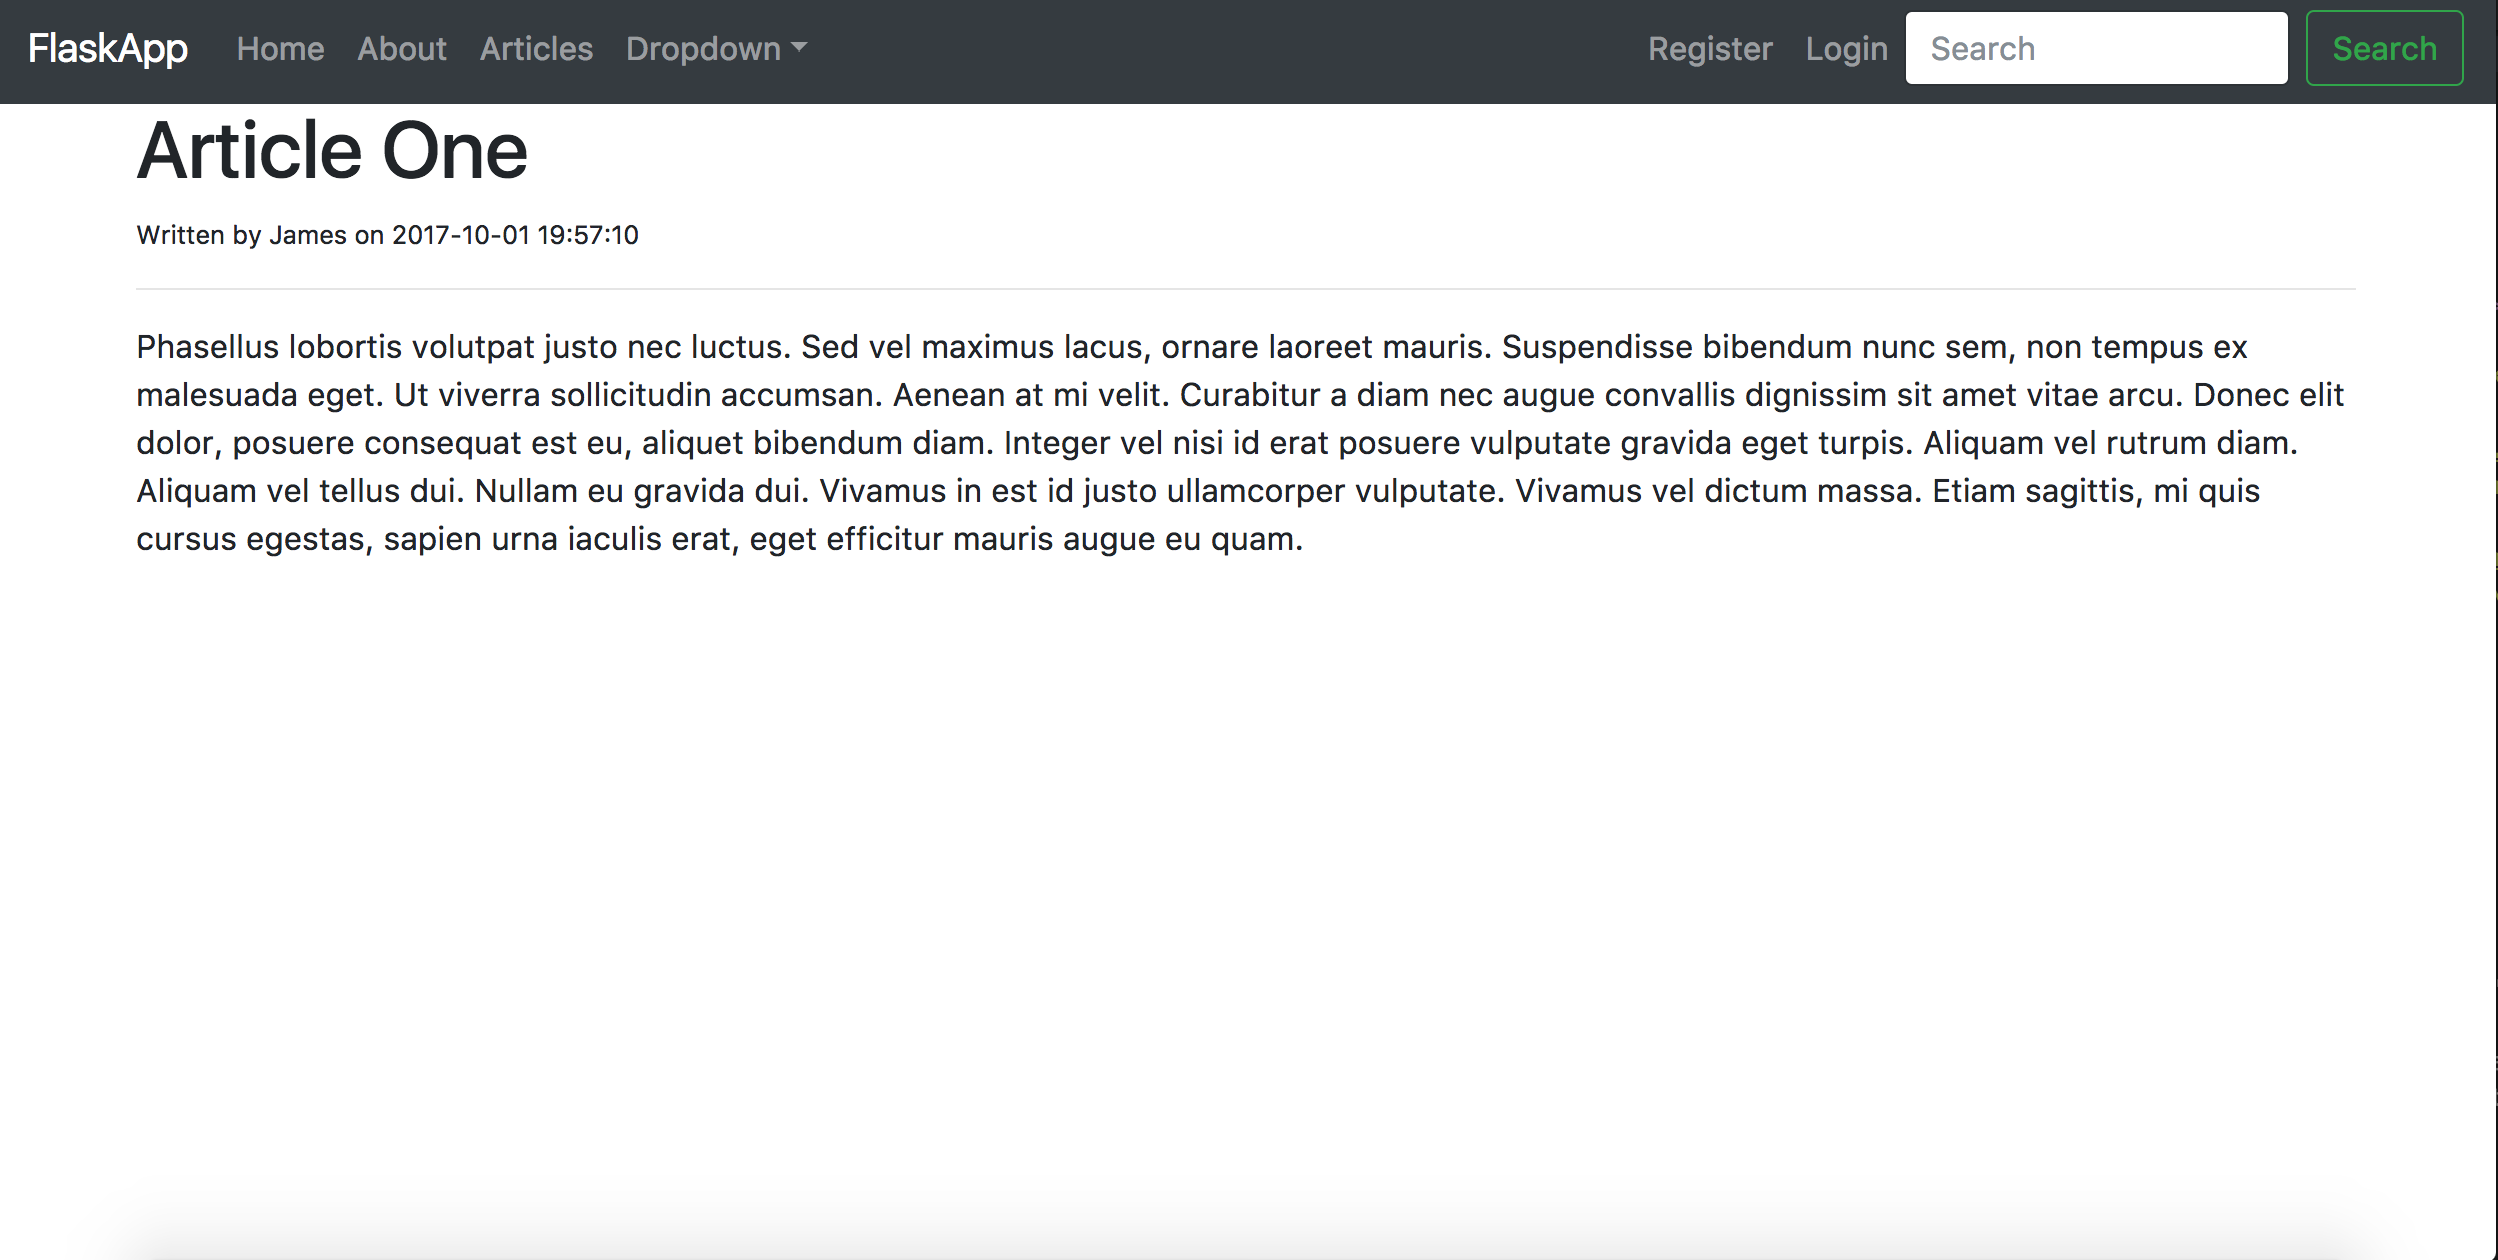 FlaskApp Home About Articles Dropdown Register Login Search Search
Article One
Written by James on 2017-10-01 19:57:10
Phasellus lobortis volutpat justo nec luctus. Sed vel maximus lacus, ornare laoreet mauris. Suspendisse bibendum nunc sem, non tempus ex
malesuada eget. Ut viverra sollicitudin accumsan. Aenean at mi velit. Curabitur a diam nec augue convallis dignissim sit amet vitae arcu. Donec elit
dolor, posuere consequat est eu, aliquet bibendum diam. Integer vel nisi id erat posuere vulputate gravida eget turpis. Aliquam vel rutrum diam.
Aliquam vel tellus dui. Nullam eu gravida dui. Vivamus in est id justo ullamcorper vulputate. Vivamus vel dictum massa. Etiam sagittis, mi quis
cursus egestas, sapien urna iaculis erat, eget efficitur mauris augue eu quam.